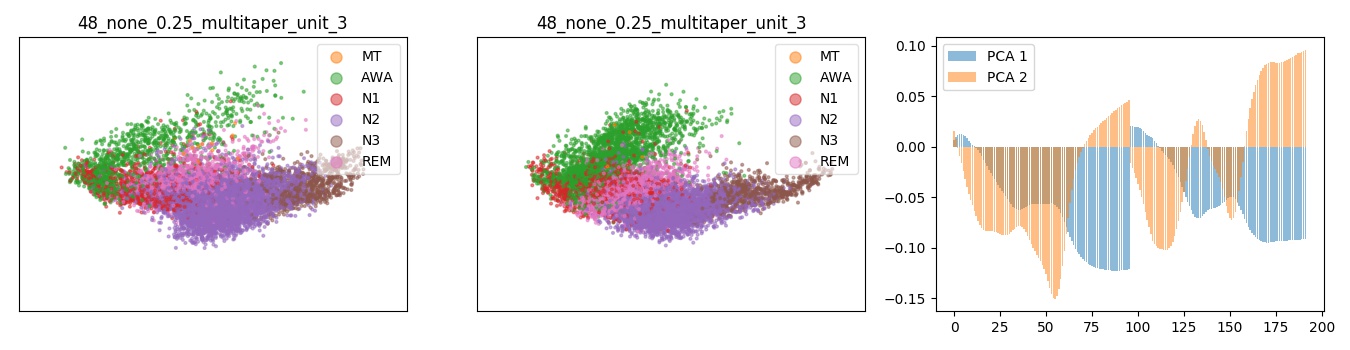 48_none_0.25_multitaper_unit_3
MT
AWA
N1
N2
N3
REM
48_none_0.25_multitaper_unit_3
MT
AWA
N1
N2
N3
REM
PCA 1
PCA 2
0.10
0.05
0.00
−0.05
−0.10
−0.15
0 25 50 75 100 125 150 175 200